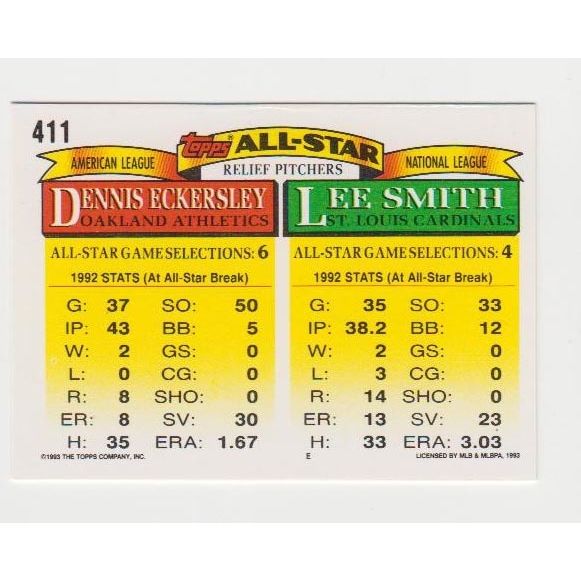 411
AMERICAN LEAGUE
Topps® ALL-STAR
RELIEF PITCHERS
NATIONAL LEAGUE
DENNIS ECKERSLEY
OAKLAND ATHLETICS
ALL-STAR GAME SELECTIONS: 6
1992 STATS (At All-Star Break)
G: 37 SO: 50
IP: 43 BB: 5
W: 2 GS: 0
L: 0 CG: 0
R: 8 SHO: 0
ER: 8 SV: 30
H: 35 ERA: 1.67
©1993 THE TOPPS COMPANY, INC.
LEE SMITH
ST. LOUIS CARDINALS
ALL-STAR GAME SELECTIONS: 4
1992 STATS (At All-Star Break)
G: 35 SO: 33
IP: 38.2 BB: 12
W: 2 GS: 0
L: 3 CG: 0
R: 14 SHO: 0
ER: 13 SV: 23
H: 33 ERA: 3.03
E LICENSED BY MLB & MLBPA, 1993